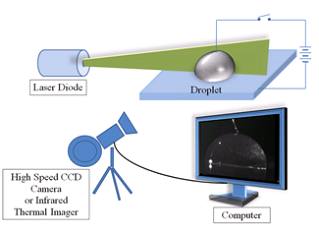 Laser Diode
Droplet
High Speed CCD
Camera
or Infrared
Thermal Imager
Computer